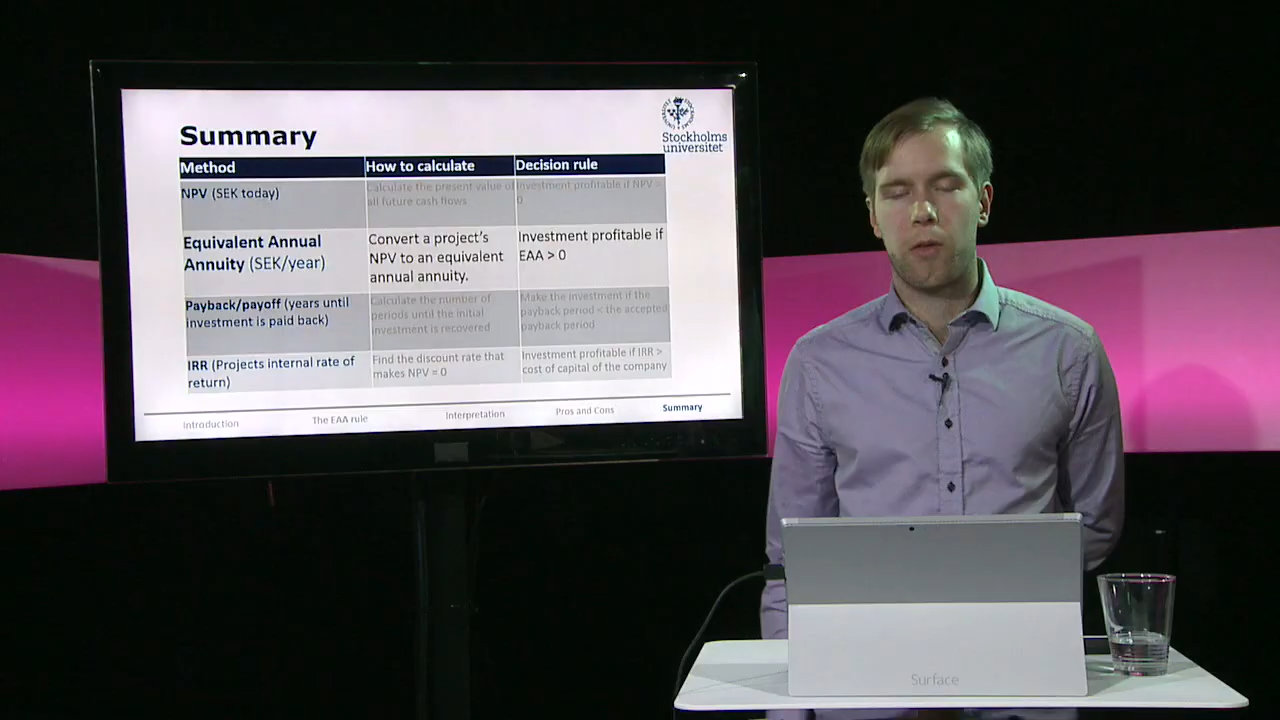 Summary
Stockholms
universitet
Method
How to calculate
Decision rule
NPV (SEK today)
Calculate the present value of
all future cash flows
Investment profitable if NPV >
0
Equivalent Annual
Annuity (SEK/year)
Convert a project's
NPV to an equivalent
annual annuity.
Investment profitable if
EAA > 0
Payback/payoff (years until
investment is paid back)
Calculate the number of
periods until the initial
investment is recovered
Make the investment if the
payback period < the accepted
payback period
IRR (Projects internal rate of
return)
Find the discount rate that
makes NPV = 0
Investment profitable if IRR >
cost of capital of the company
Introduction
The EAA rule
Interpretation
Pros and Cons
Summary
Surface